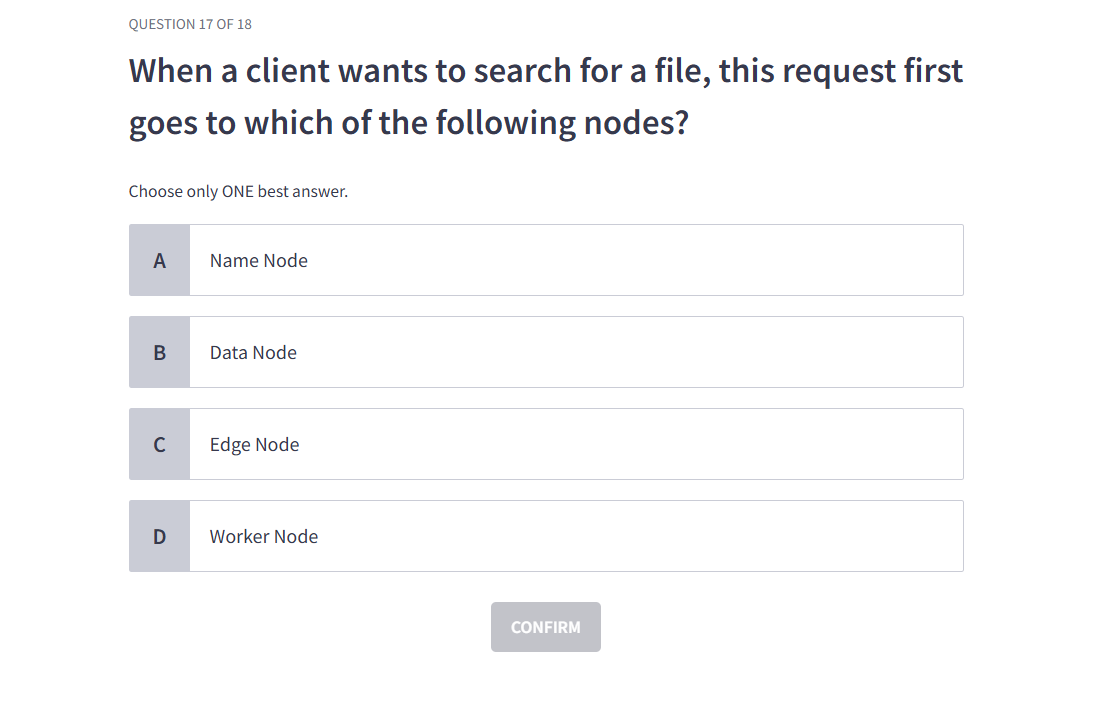 QUESTION 17 OF 18
When a client wants to search for a file, this request first
goes to which of the following nodes?
Choose only ONE best answer.
A Name Node
B Data Node
C Edge Node
D Worker Node
CONFIRM